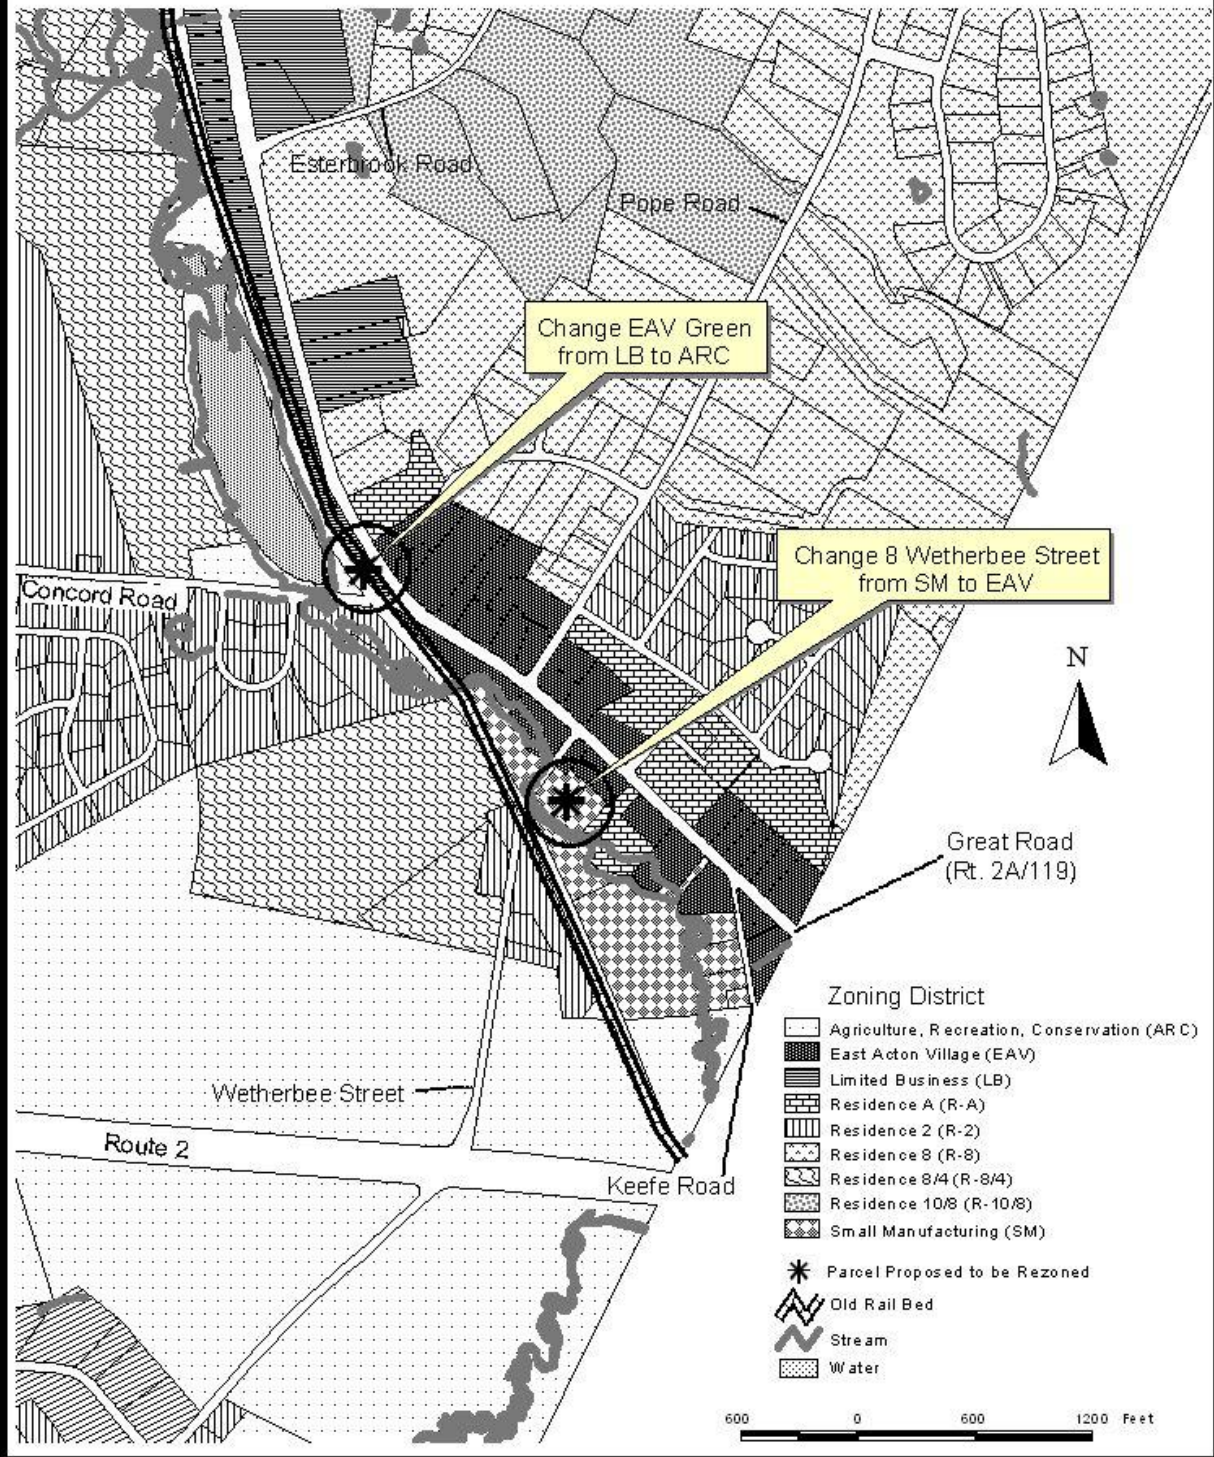 Esterbrook Road
Pope Road
Change EAV Green
from LB to ARC
Change 8 Wetherbee Street
from SM to EAV
Concord Road
N
Great Road
(Rt. 2A/119)
Wetherbee Street
Route 2
Keefe Road
Zoning District
Agriculture, Recreation, Conservation (ARC)
East Acton Village (EAV)
Limited Business (LB)
Residence A (R-A)
Residence 2 (R-2)
Residence 8 (R-8)
Residence 8/4 (R-8/4)
Residence 10/8 (R-10/8)
Small Manufacturing (SM)
Parcel Proposed to be Rezoned
Old Rail Bed
Stream
Water
600 0 600 1200 Feet